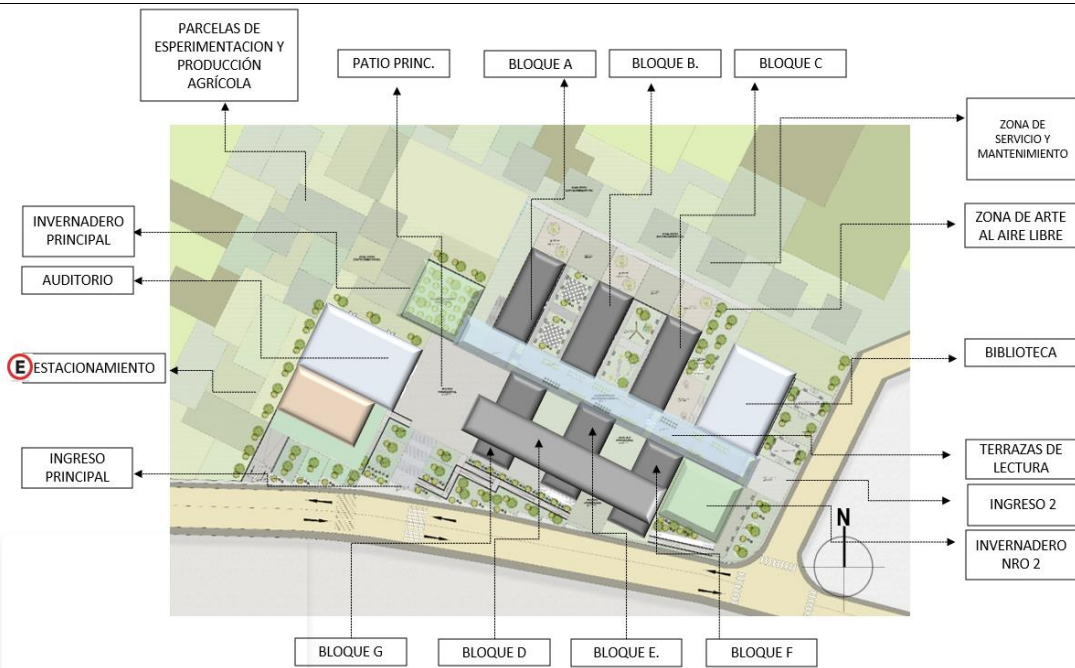 PARCELAS DE
ESPERIMENTACION Y
PRODUCCIÓN
AGRÍCOLA
PATIO PRINC.
BLOQUE A
BLOQUE B.
BLOQUE C
ZONA DE
SERVICIO Y
MANTENIMIENTO
INVERNADERO
PRINCIPAL
ZONA DE ARTE
AL AIRE LIBRE
AUDITORIO
BIBLIOTECA
E ESTACIONAMIENTO
TERRAZAS DE
LECTURA
INGRESO
PRINCIPAL
INGRESO 2
N
INVERNADERO
NRO 2
BLOQUE G
BLOQUE D
BLOQUE E.
BLOQUE F